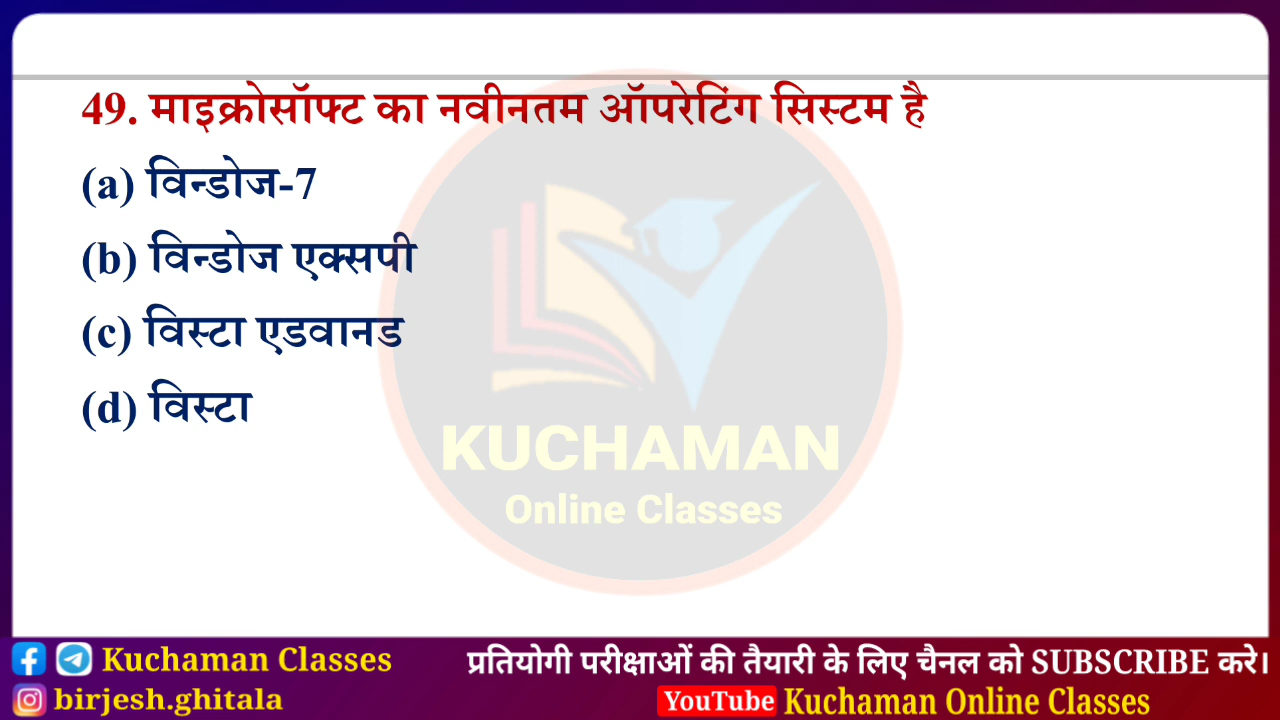 49. माइक्रोसॉफ्ट का नवीनतम ऑपरेटिंग सिस्टम है
(a) विन्डोज-7
(b) विन्डोज एक्सपी
(c) विस्टा एडवानड
(d) विस्टा
KUCHAMAN
Online Classes
Kuchaman Classes
प्रतियोगी परीक्षाओं की तैयारी के लिए चैनल को SUBSCRIBE करे।
birjesh.ghitala
YouTube Kuchaman Online Classes